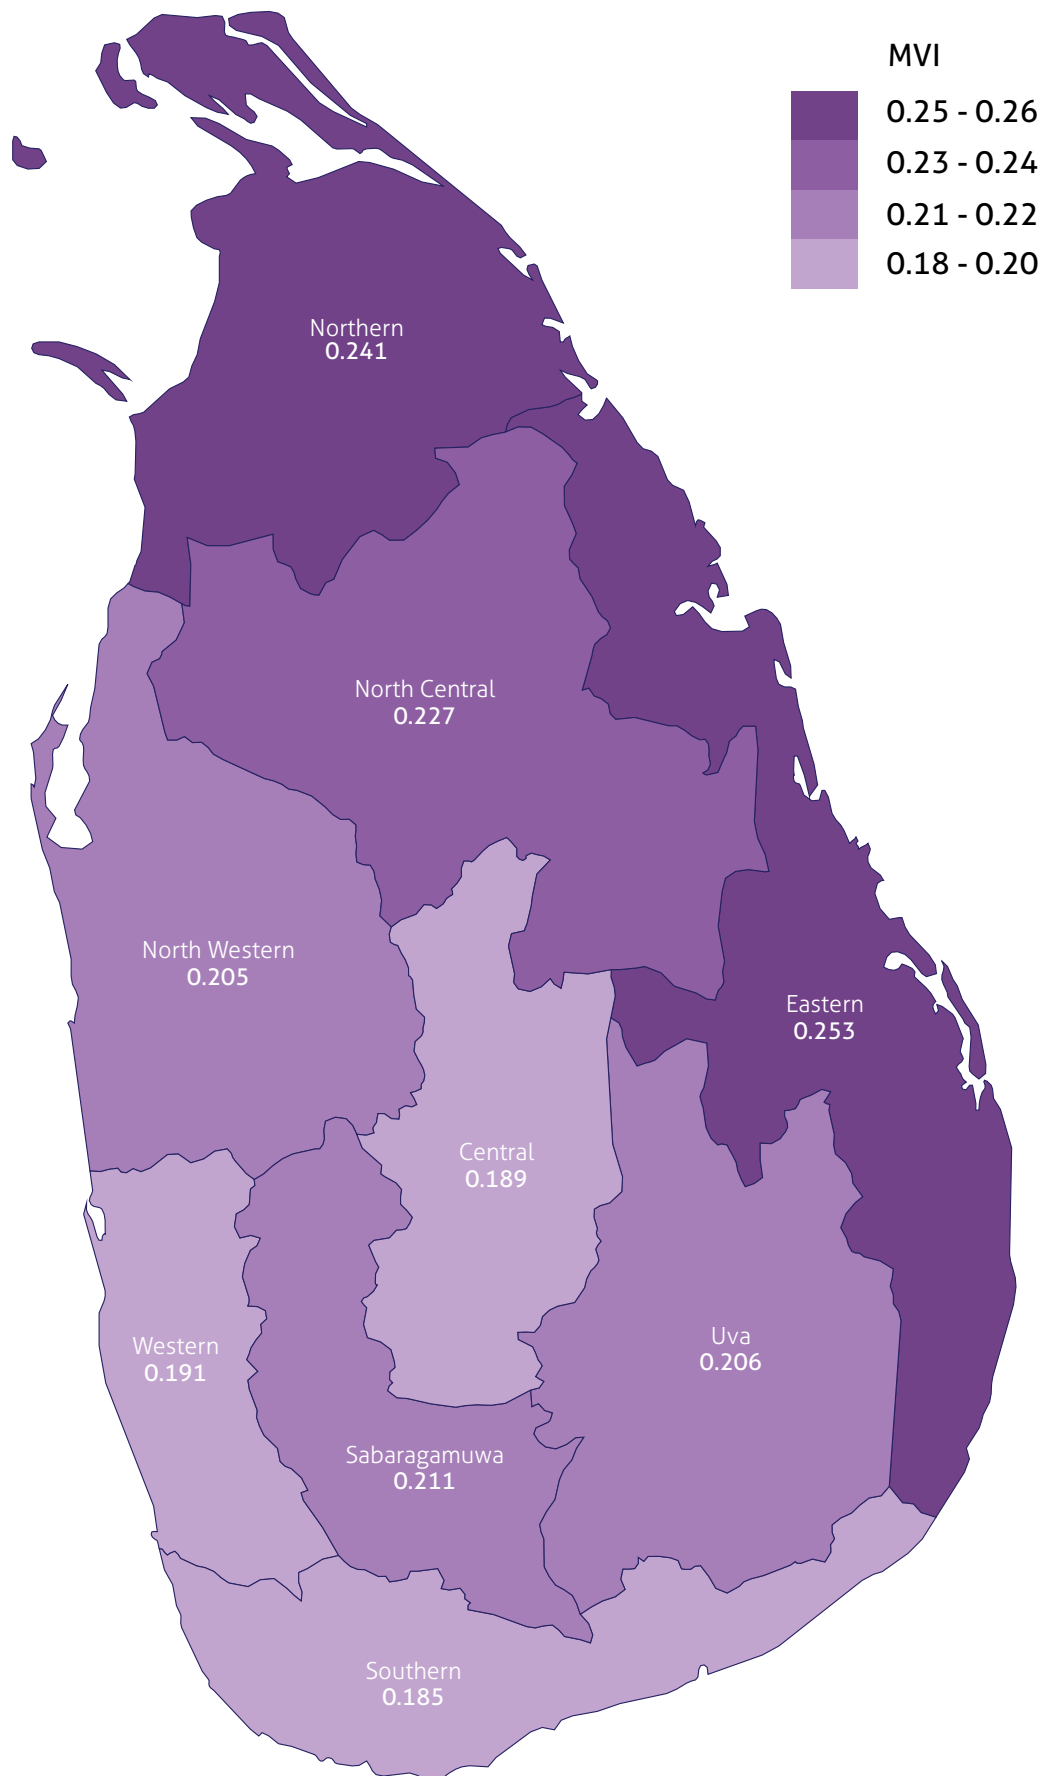 MVI
0.25 - 0.26
0.23 - 0.24
0.21 - 0.22
0.18 - 0.20
Northern
0.241
North Central
0.227
North Western
0.205
Eastern
0.253
Central
0.189
Western
0.191
Uva
0.206
Sabaragamuwa
0.211
Southern
0.185